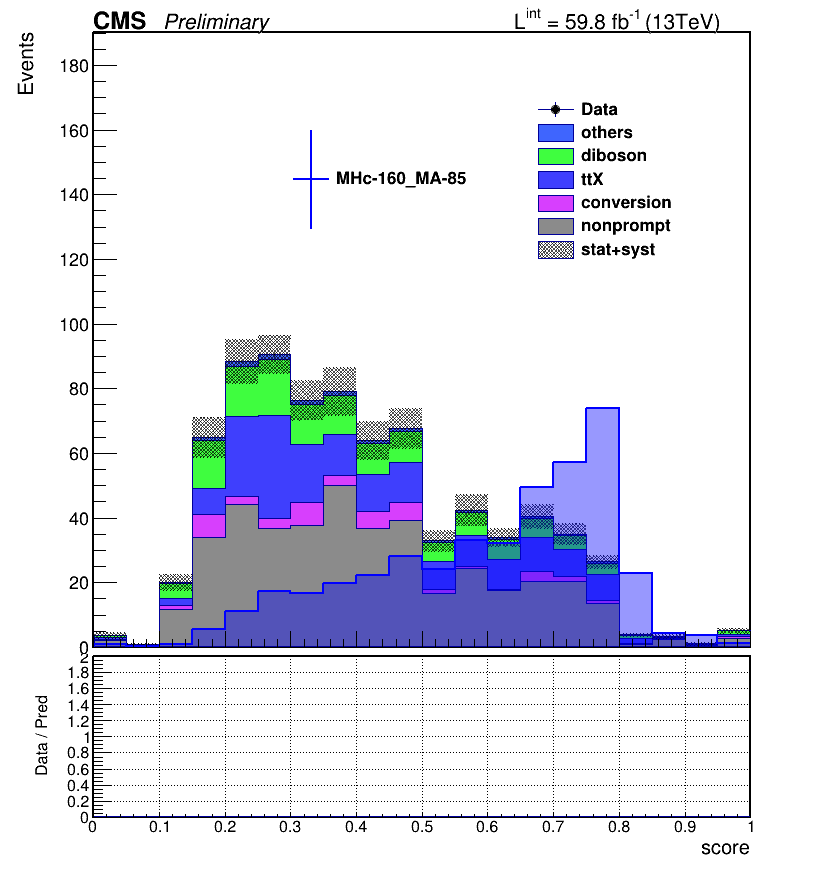 CMS Preliminary L^int = 59.8 fb^-1 (13TeV)
Events
180
160
140
120
100
80
60
40
20
0
Data
others
diboson
ttX
conversion
nonprompt
stat+syst
MHc-160_MA-85
Data / Pred
2
1.8
1.6
1.4
1.2
1
0.8
0.6
0.4
0.2
0
0 0.1 0.2 0.3 0.4 0.5 0.6 0.7 0.8 0.9 1
score